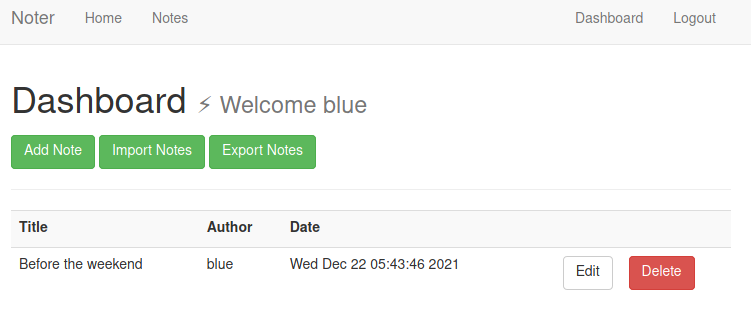 Noter Home Notes Dashboard Logout
Dashboard ⚡ Welcome blue
Add Note Import Notes Export Notes
Title Author Date
Before the weekend blue Wed Dec 22 05:43:46 2021 Edit Delete